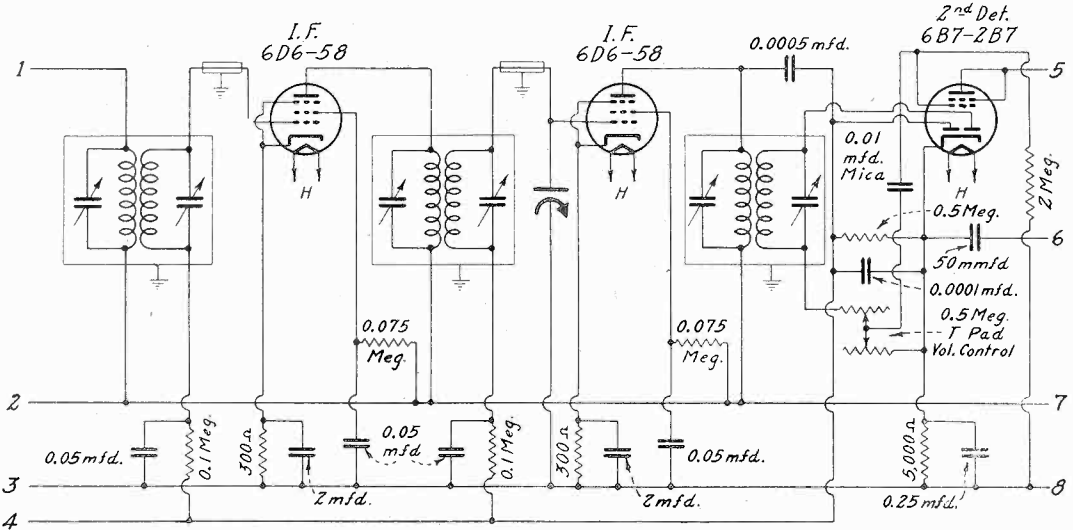 I.F.
6D6-58
I.F.
6D6-58
2nd Det.
6B7-2B7
0.0005 mfd.
1
5
H
H
H
0.01
mfd.
Mica
2 Meg.
0.5 Meg.
6
50 mmfd
0.0001 mfd.
0.5 Meg.
T Pad
Vol. Control
0.075
Meg.
0.075
Meg.
2
7
0.05 mfd.
0.1 Meg.
300Ω
2 mfd.
0.05
mfd
0.1 Meg.
300Ω
2 mfd.
0.05 mfd.
5,000Ω
0.25 mfd.
3
8
4